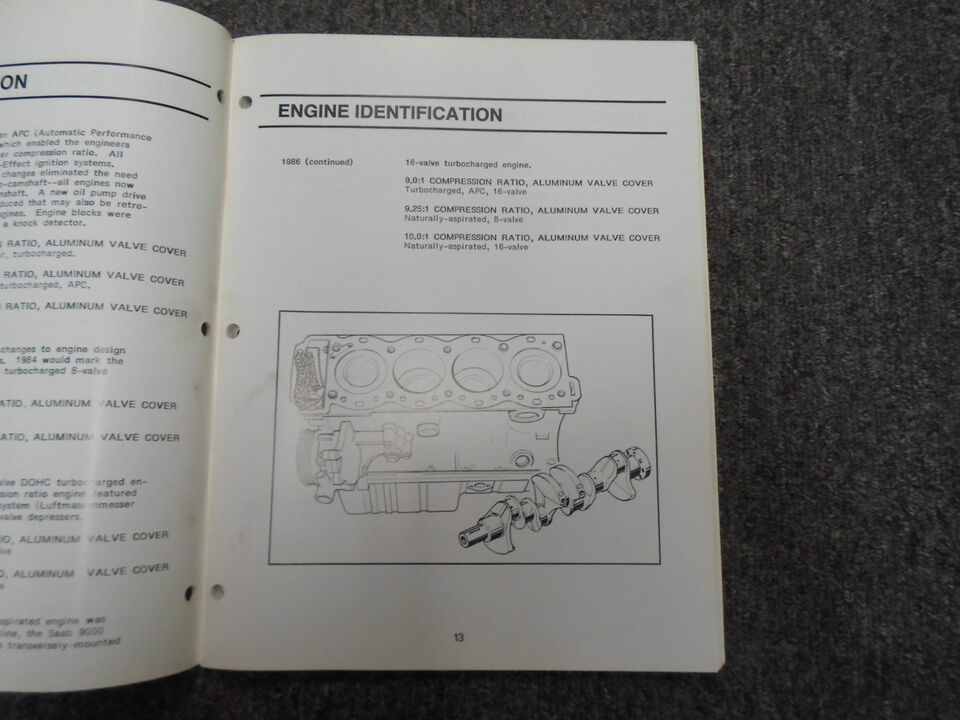 ON
an APC (Automatic Performance
which enabled the engineers
er compression ratio. All
-Effect ignition systems.
changes eliminated the need
-camshaft--all engines now
mshaft. A new oil pump drive
duced that may also be retro-
gines. Engine blocks were
a knock detector.
N RATIO, ALUMINUM VALVE COVER
r, turbocharged.
RATIO, ALUMINUM VALVE COVER
turbocharged, APC.
RATIO, ALUMINUM VALVE COVER
changes to engine design
s. 1984 would mark the
turbocharged 8-valve
ATIO, ALUMINUM VALVE COVER
ATIO, ALUMINUM VALVE COVER
alve DOHC turbocharged en-
sion ratio engine featured
system (Luftmassenmesser
valve depressers.
IO, ALUMINUM VALVE COVER
lve
O, ALUMINUM VALVE COVER
e
spirated engine was
line, the Saab 9000
transversely-mounted
ENGINE IDENTIFICATION
1986 (continued) 16-valve turbocharged engine.
9.0:1 COMPRESSION RATIO, ALUMINUM VALVE COVER
Turbocharged, APC, 16-valve
9.25:1 COMPRESSION RATIO, ALUMINUM VALVE COVER
Naturally-aspirated, 8-valve
10.0:1 COMPRESSION RATIO, ALUMINUM VALVE COVER
Naturally-aspirated, 16-valve
13